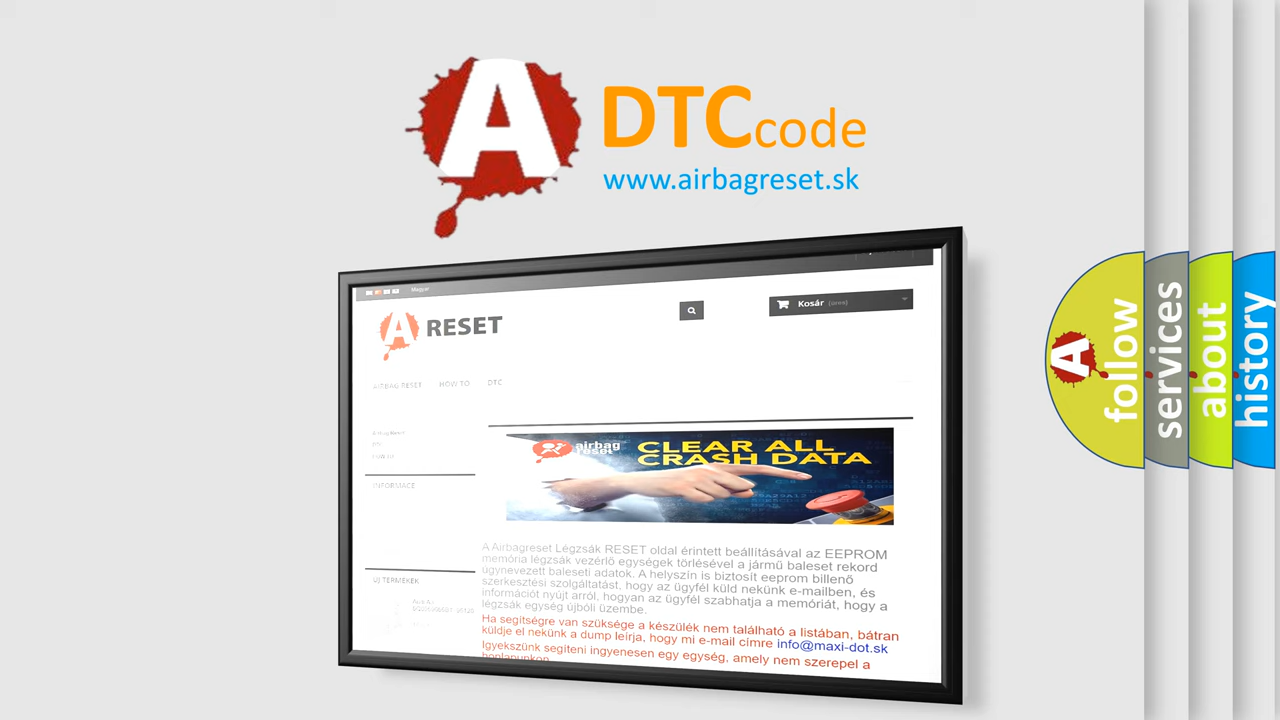 A
DTCcode
www.airbagreset.sk
Magyar
A RESET
Kosár (üres)
AIRBAG RESET HOW TO DTC
INFORMACE
ÚJ TERMÉKEK
airbag
reset
CLEAR ALL
CRASH DATA
A Airbagreset Légzsák RESET oldal érintett beállításával az EEPROM
memória légzsák vezérlő egységek törlésével a jármű baleset rekord
úgynevezett baleseti adatok. A helyszín is biztosít eeprom billenő
szerkesztési szolgáltatást, hogy az ügyfél küld nekünk e-mailben, és
információt nyújt arról, hogyan az ügyfél szabhatja a memóriát, hogy a
légzsák egység újbóli üzembe.
Ha segítségre van szüksége a készülék nem található a listában, bátran
küldje el nekünk a dump leírja, hogy mi e-mail címre info@maxi-dot.sk
Igyekszünk segíteni ingyenesen egy egység, amely nem szerepel a
honlapunkon
A
follow
services
about
history